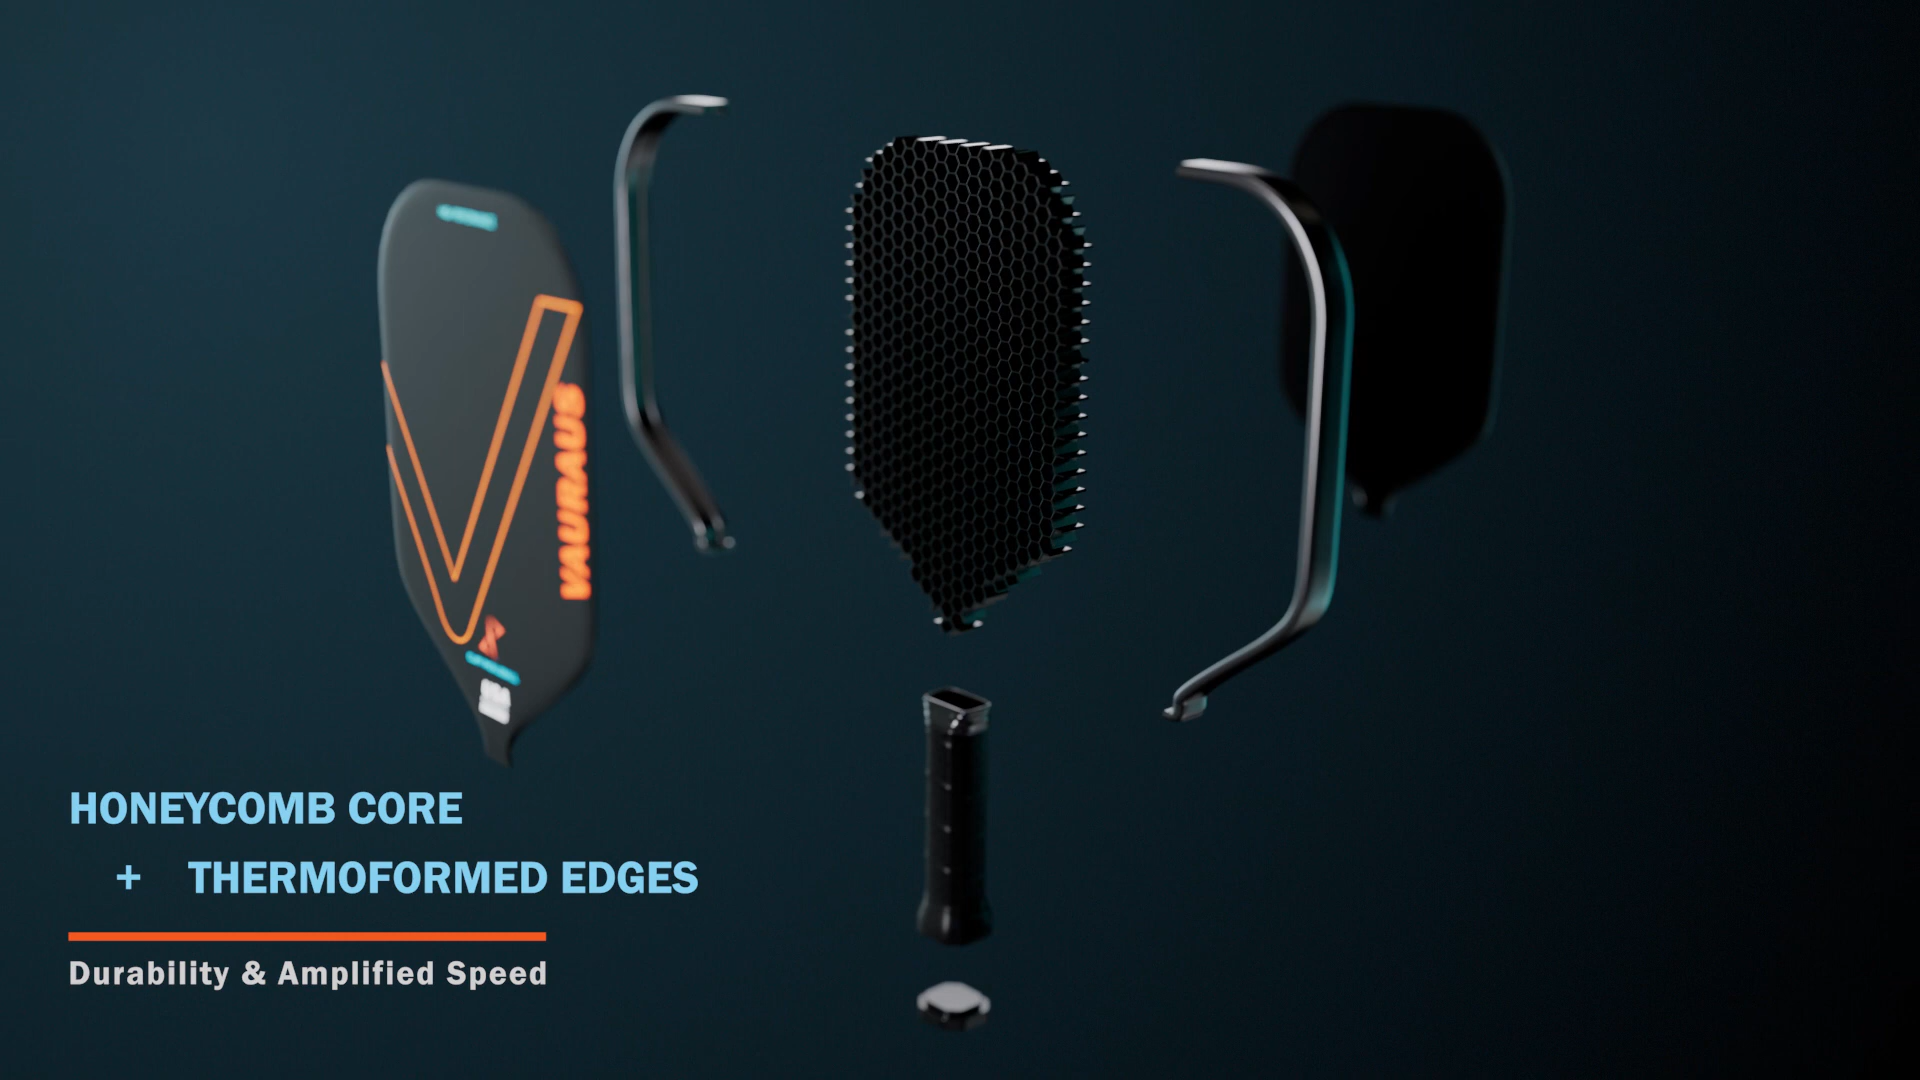 VAURAUS
HONEYCOMB CORE
+ THERMOFORMED EDGES
Durability & Amplified Speed